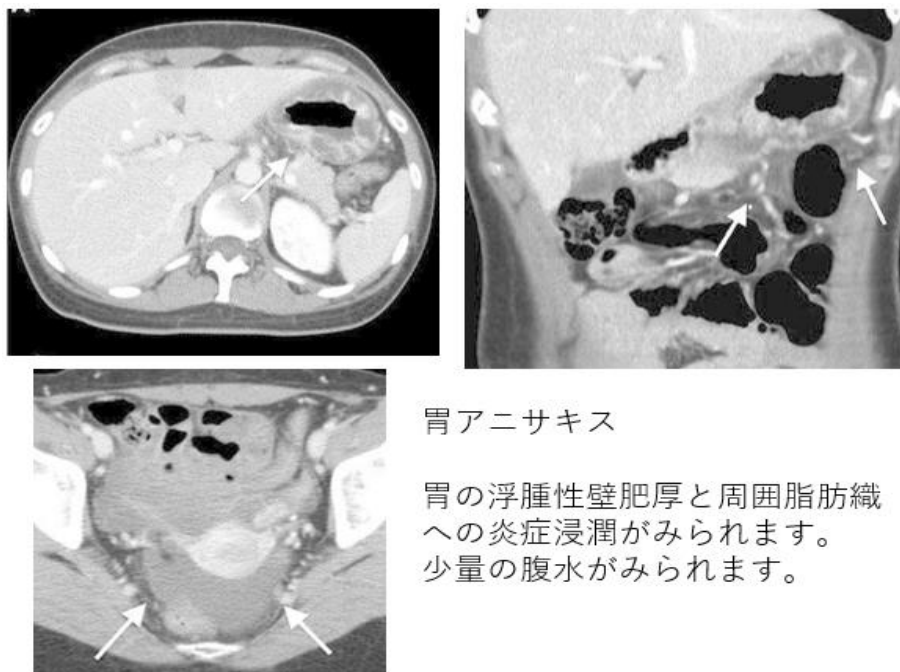 胃アニサキス
胃の浮腫性壁肥厚と周囲脂肪織
への炎症浸潤がみられます。
少量の腹水がみられます。